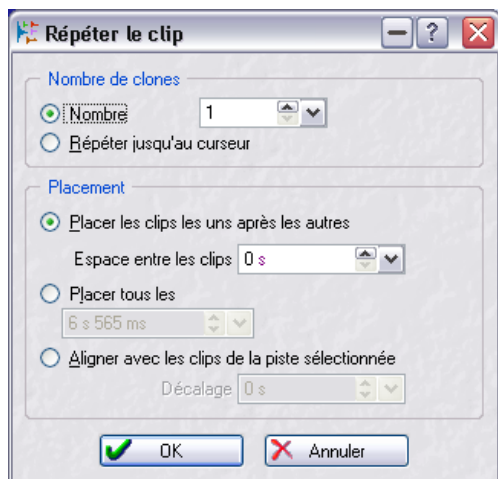 Répéter le clip
Nombre de clones
Nombre 1
Répéter jusqu'au curseur
Placement
Placer les clips les uns après les autres
Espace entre les clips 0 s
Placer tous les
6 s 565 ms
Aligner avec les clips de la piste sélectionnée
Décalage 0 s
OK Annuler